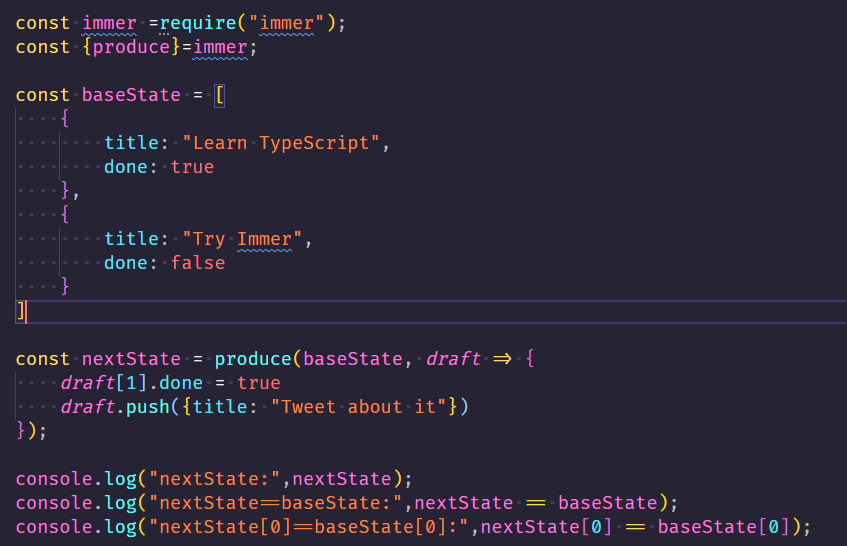 const immer =require("immer");
const {produce}=immer;
const baseState = [
    {
        title: "Learn TypeScript",
        done: true
    },
    {
        title: "Try Immer",
        done: false
    }
]
const nextState = produce(baseState, draft => {
    draft[1].done = true
    draft.push({title: "Tweet about it"})
});
console.log("nextState:",nextState);
console.log("nextState==baseState:",nextState == baseState);
console.log("nextState[0]==baseState[0]:",nextState[0] == baseState[0]);